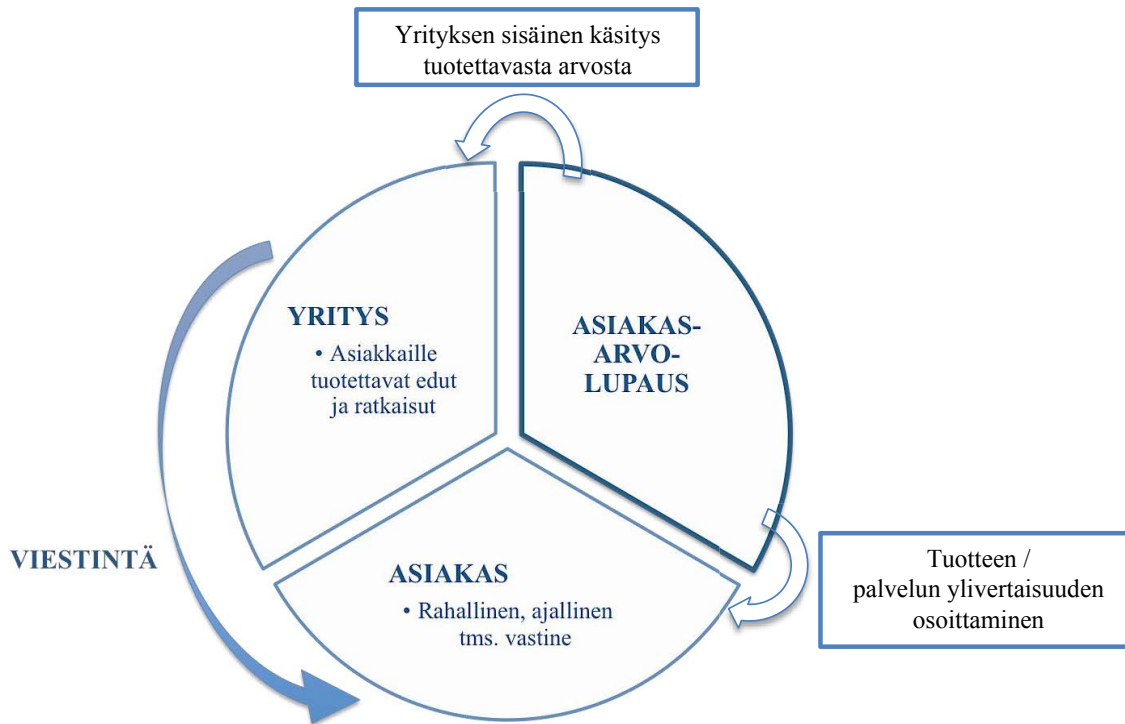 Yrityksen sisäinen käsitys
tuotettavasta arvosta
YRITYS
• Asiakkaille
tuotettavat edut
ja ratkaisut
ASIAKAS-
ARVO-
LUPAUS
VIESTINTÄ
ASIAKAS
• Rahallinen, ajallinen
tms. vastine
Tuotteen /
palvelun ylivertaisuuden
osoittaminen